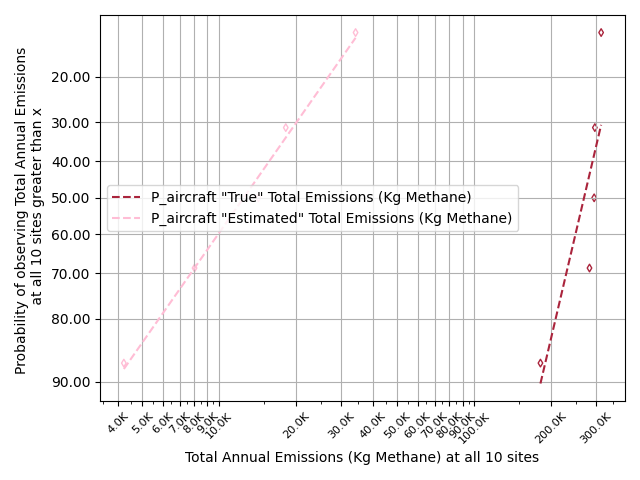 Probability of observing Total Annual Emissions
at all 10 sites greater than x
20.00
30.00
40.00
50.00
60.00
70.00
80.00
90.00
P_aircraft "True" Total Emissions (Kg Methane)
P_aircraft "Estimated" Total Emissions (Kg Methane)
4.0K 5.0K 6.0K 7.0K 8.0K 9.0K 10.0K 20.0K 30.0K 40.0K 50.0K 60.0K 70.0K 80.0K 90.0K 100.0K 200.0K 300.0K
Total Annual Emissions (Kg Methane) at all 10 sites